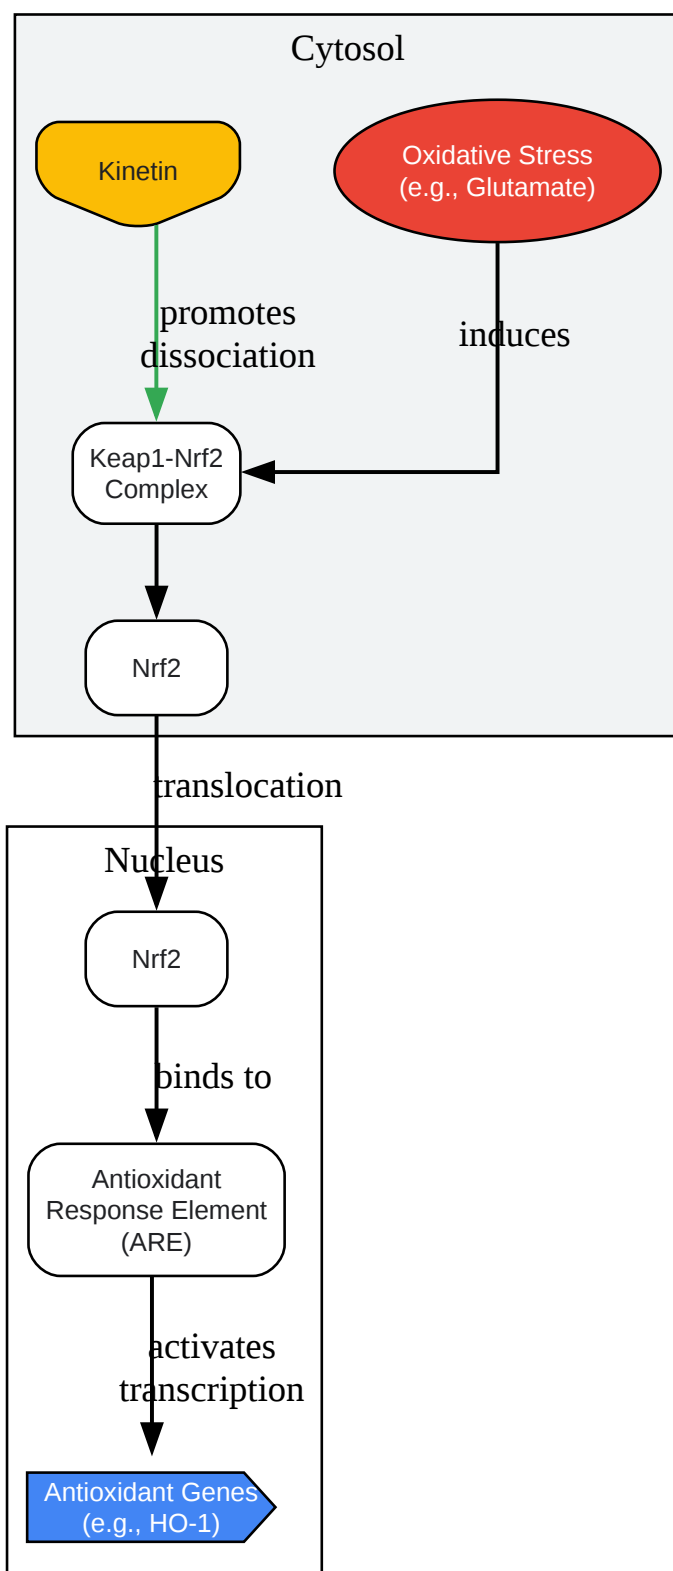 Cytosol
Kinetin
Oxidative Stress
(e.g., Glutamate)
promotes
dissociation
induces
Keap1-Nrf2
Complex
Nrf2
translocation
Nucleus
Nrf2
binds to
Antioxidant
Response Element
(ARE)
activates
transcription
Antioxidant Genes
(e.g., HO-1)